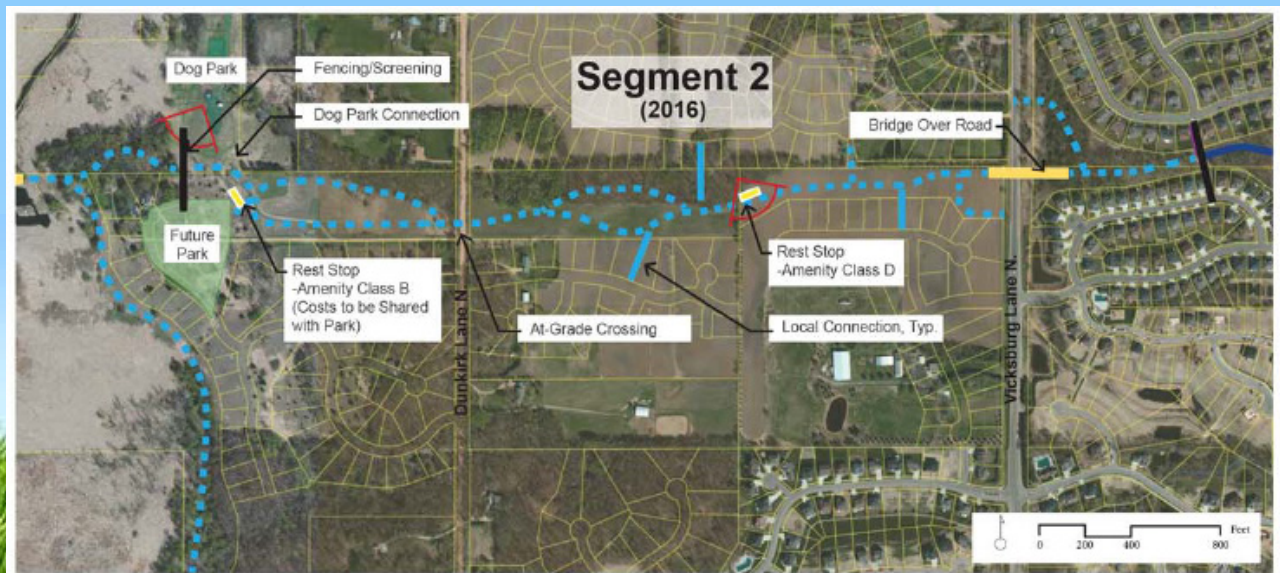 Segment 2
(2016)
Dog Park
Fencing/Screening
Dog Park Connection
Bridge Over Road
Future
Park
Rest Stop
-Amenity Class B
(Costs to be Shared
with Park)
Dunkirk Lane N.
At-Grade Crossing
Rest Stop
-Amenity Class D
Local Connection, Typ.
Vicksburg Lane N.
0 200 400 800 Feet